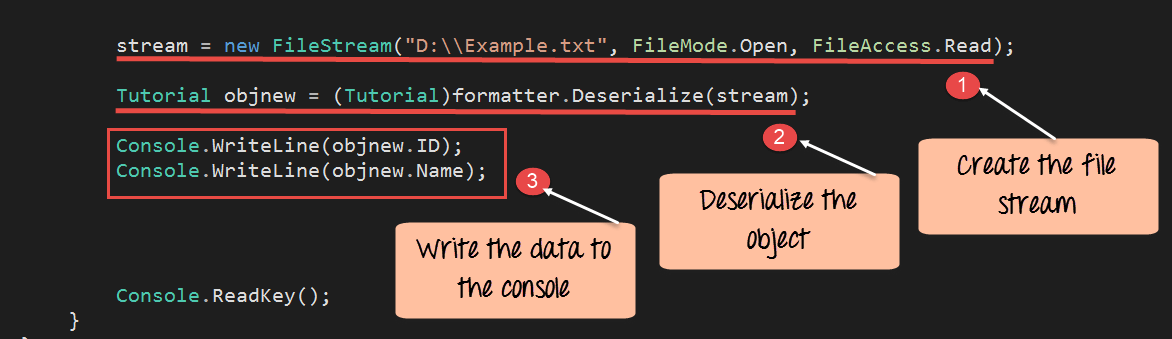 stream = new FileStream("D:\\Example.txt", FileMode.Open, FileAccess.Read);
1
Tutorial objnew = (Tutorial)formatter.Deserialize(stream);
2
Console.WriteLine(objnew.ID);
Console.WriteLine(objnew.Name);
3
Create the file
stream
Deserialize the
object
Write the data to
the console
Console.ReadKey();
}